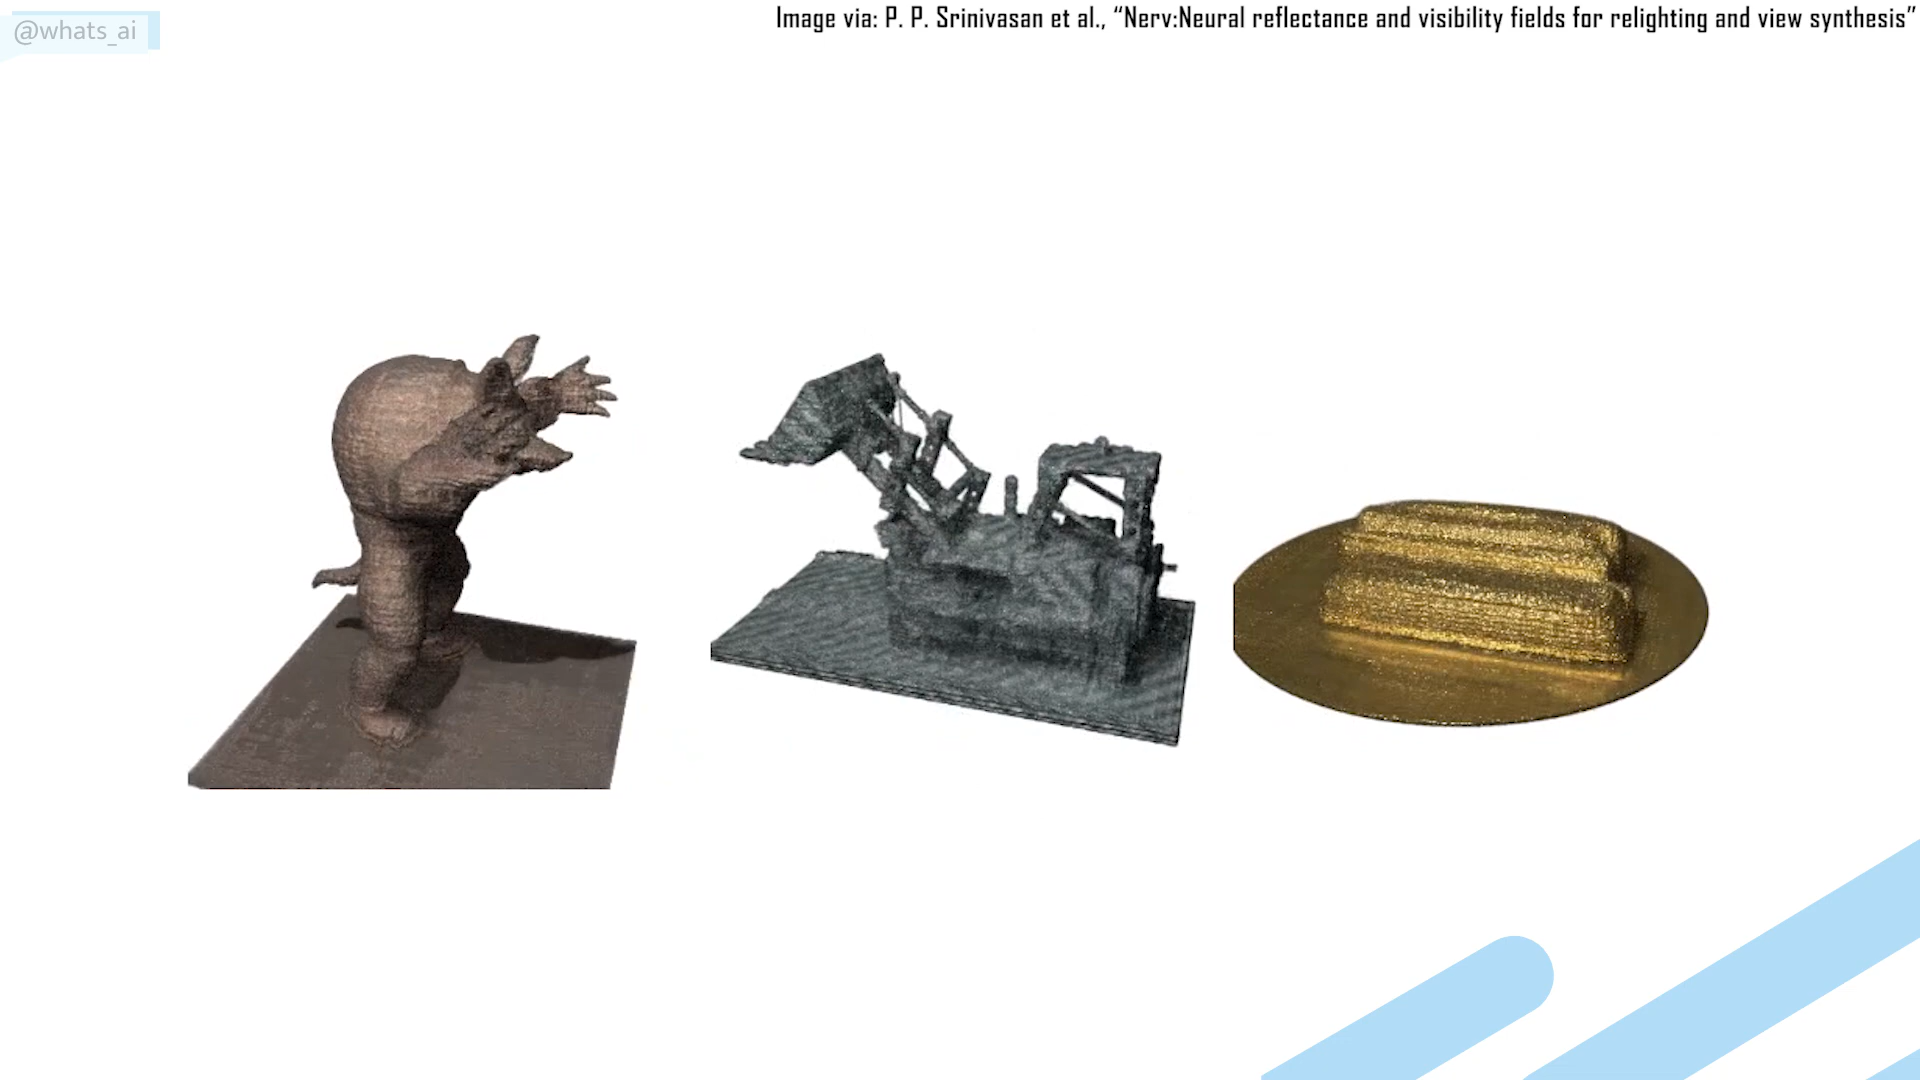 @whats_ai
Image via: P. P. Srinivasan et al., “Nerv:Neural reflectance and visibility fields for relighting and view synthesis”